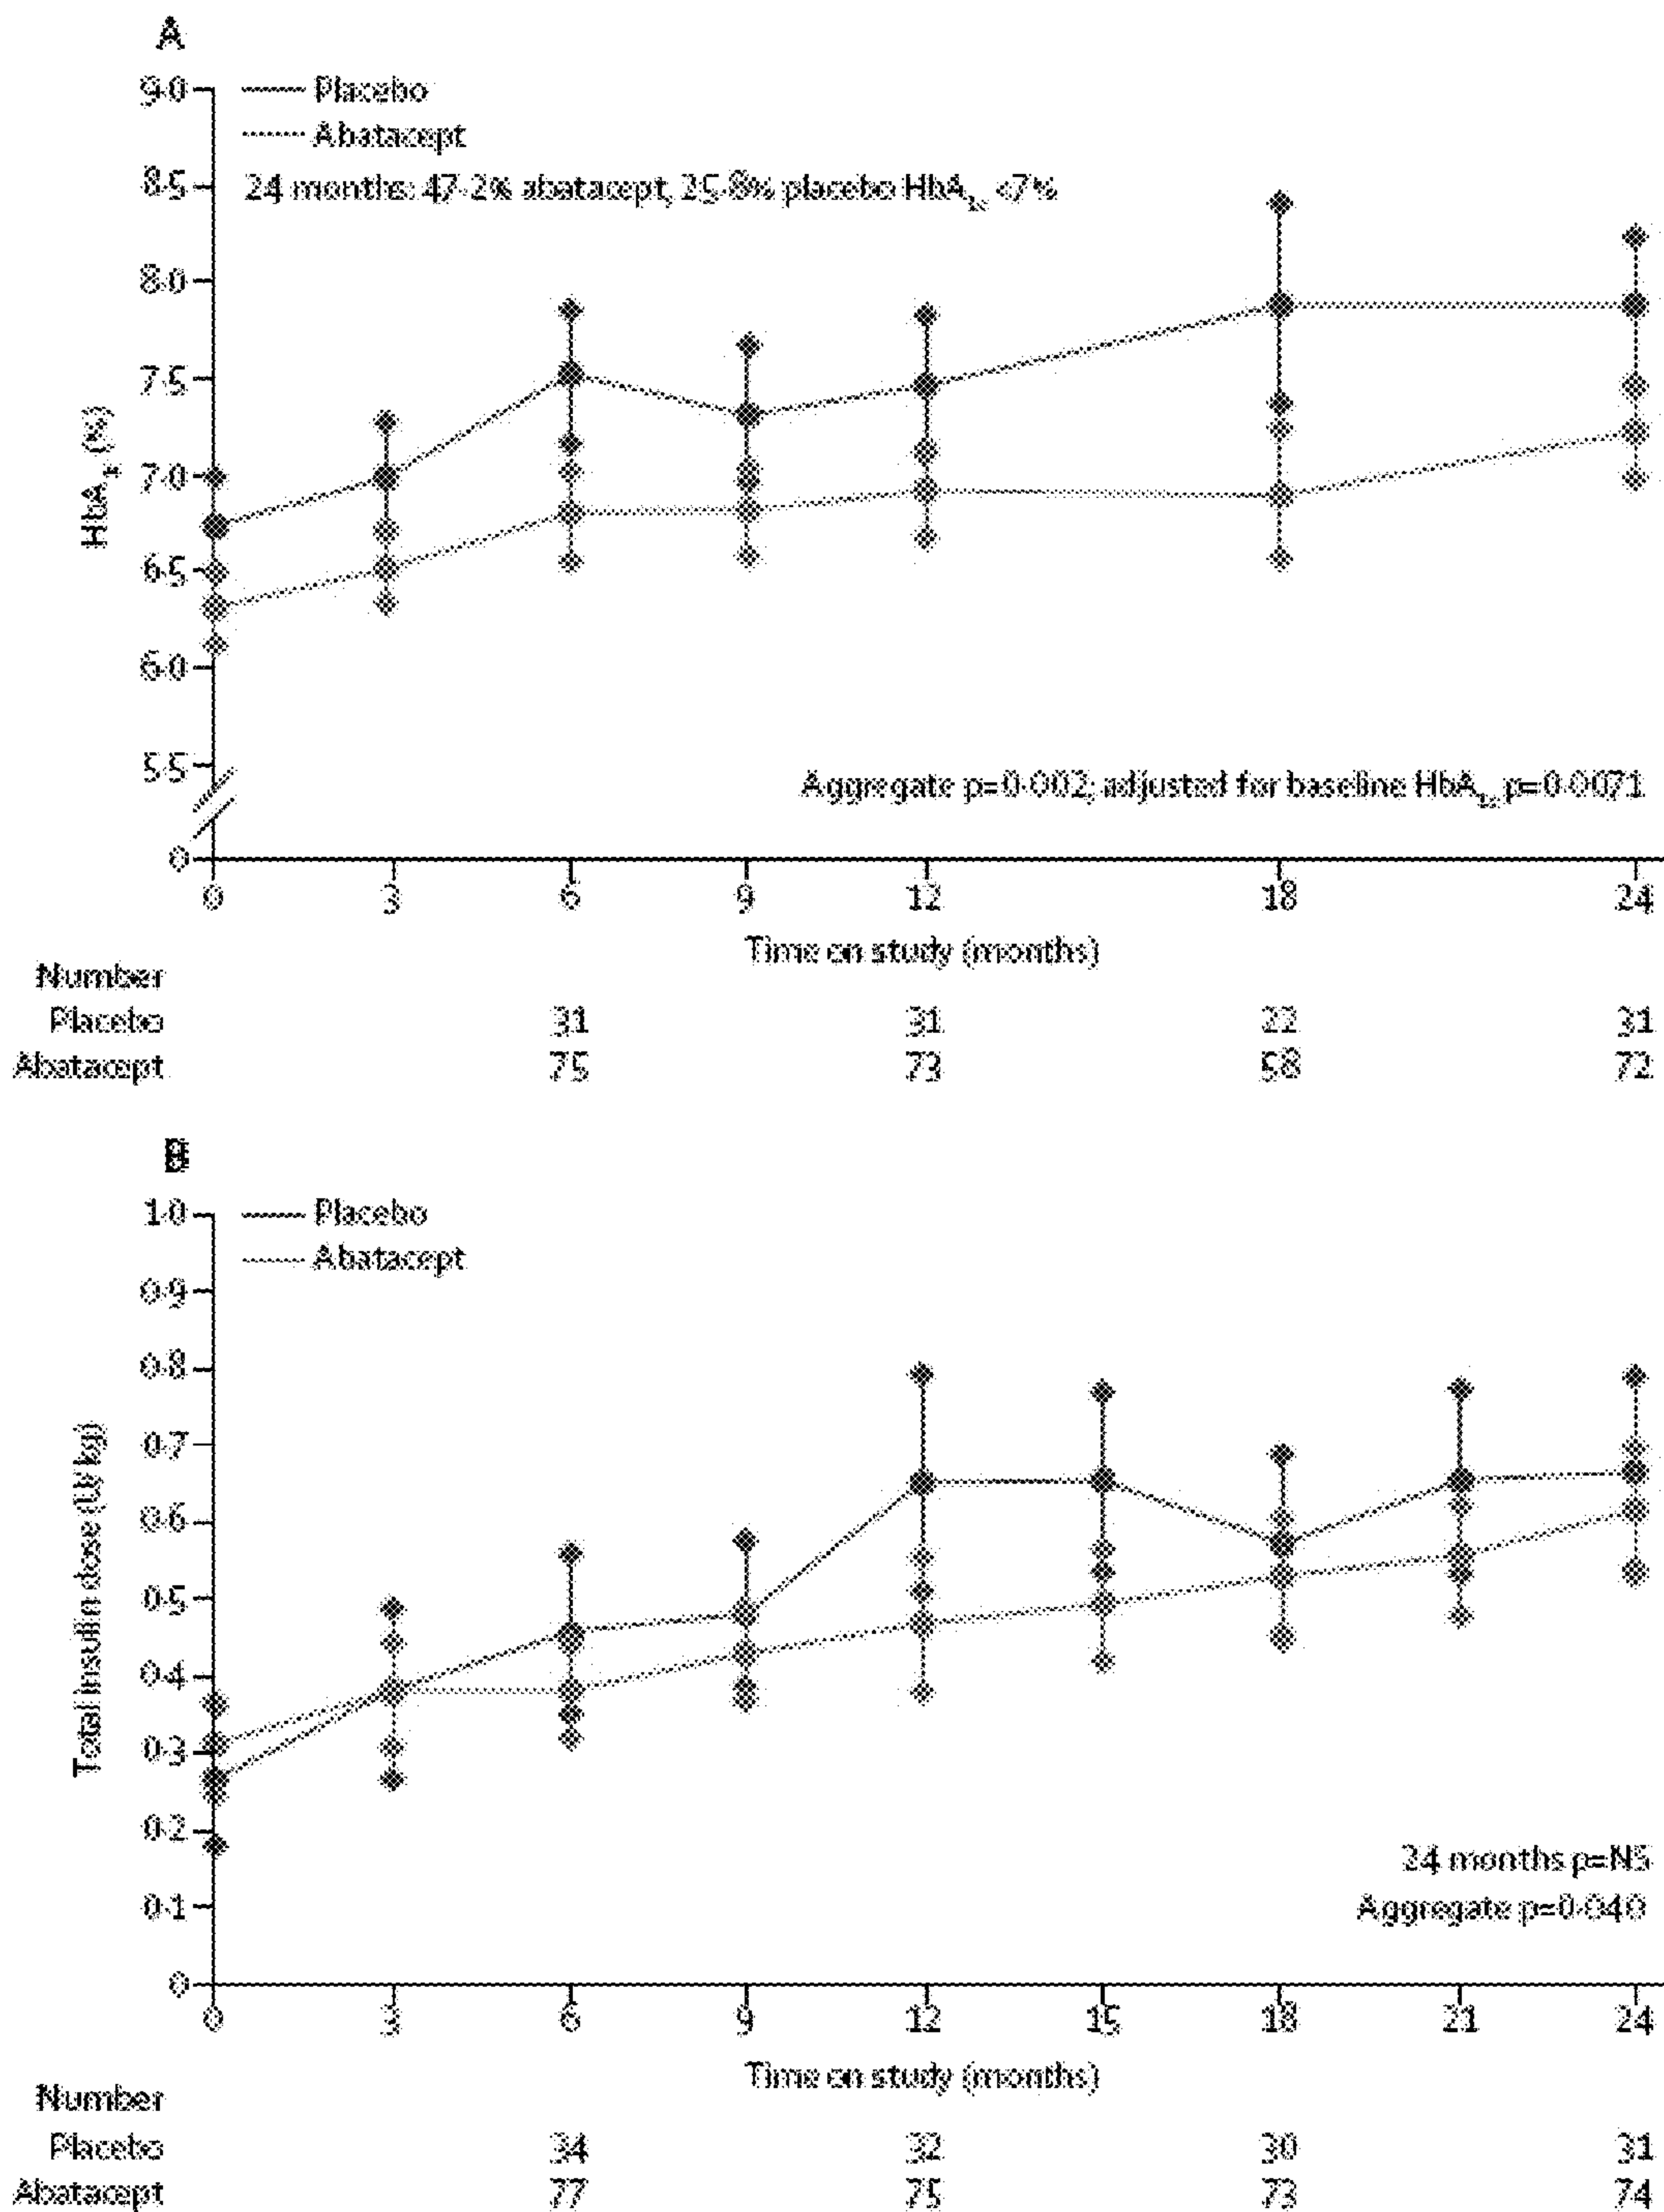 A
9·0
Placebo
Abatacept
8·5
24 months: 47·2% abatacept, 25·8% placebo HbA1c <7%
8·0
7·5
HbA1c (%)
7·0
6·5
6·0
5·5
Aggregate p=0·002; adjusted for baseline HbA1c p=0·0071
0
0 3 6 9 12 18 24
Time on study (months)
Number
Placebo 31 31 22 31
Abatacept 75 73 58 72
B
1·0
Placebo
Abatacept
0·9
0·8
0·7
Total insulin dose (U/kg)
0·6
0·5
0·4
0·3
0·2
24 months p=NS
0·1
Aggregate p=0·040
0
0 3 6 9 12 15 18 21 24
Time on study (months)
Number
Placebo 34 32 30 31
Abatacept 77 75 73 74